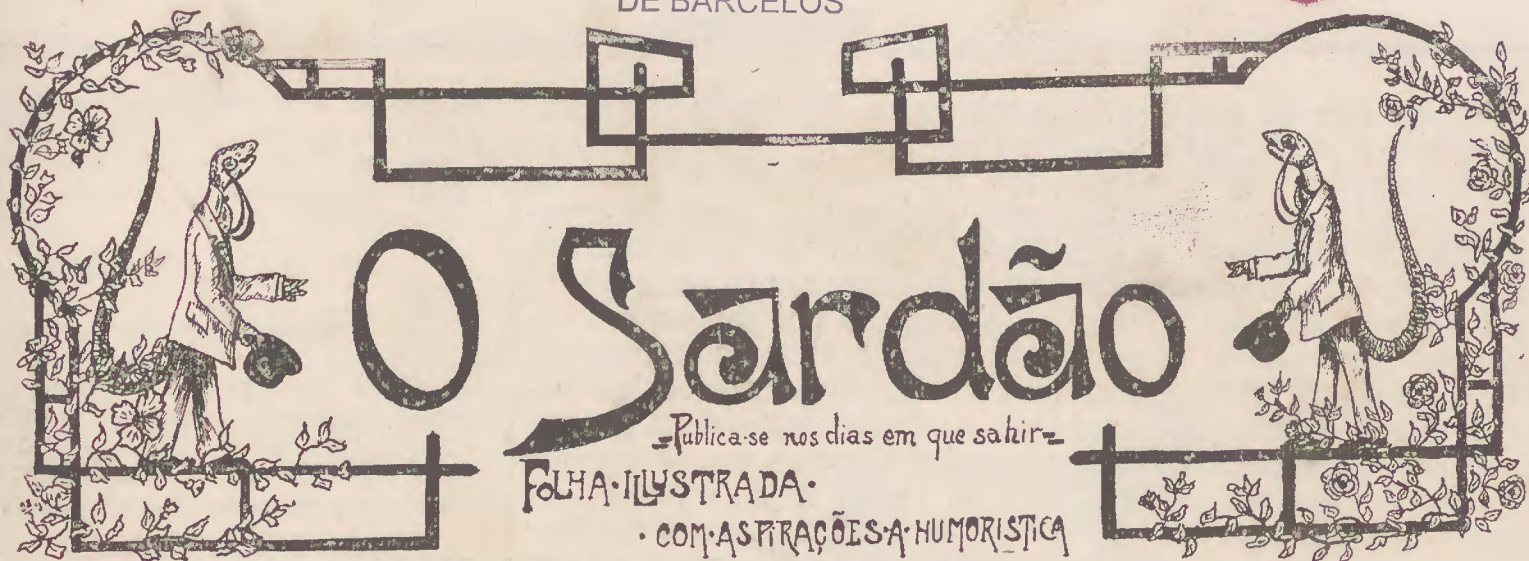 DE BARCELOS
O Sardão
=Publica-se nos dias em que sahir=
FOLHA·ILLUSTRADA·
·COM·ASPIRAÇÕES·A·HUMORISTICA